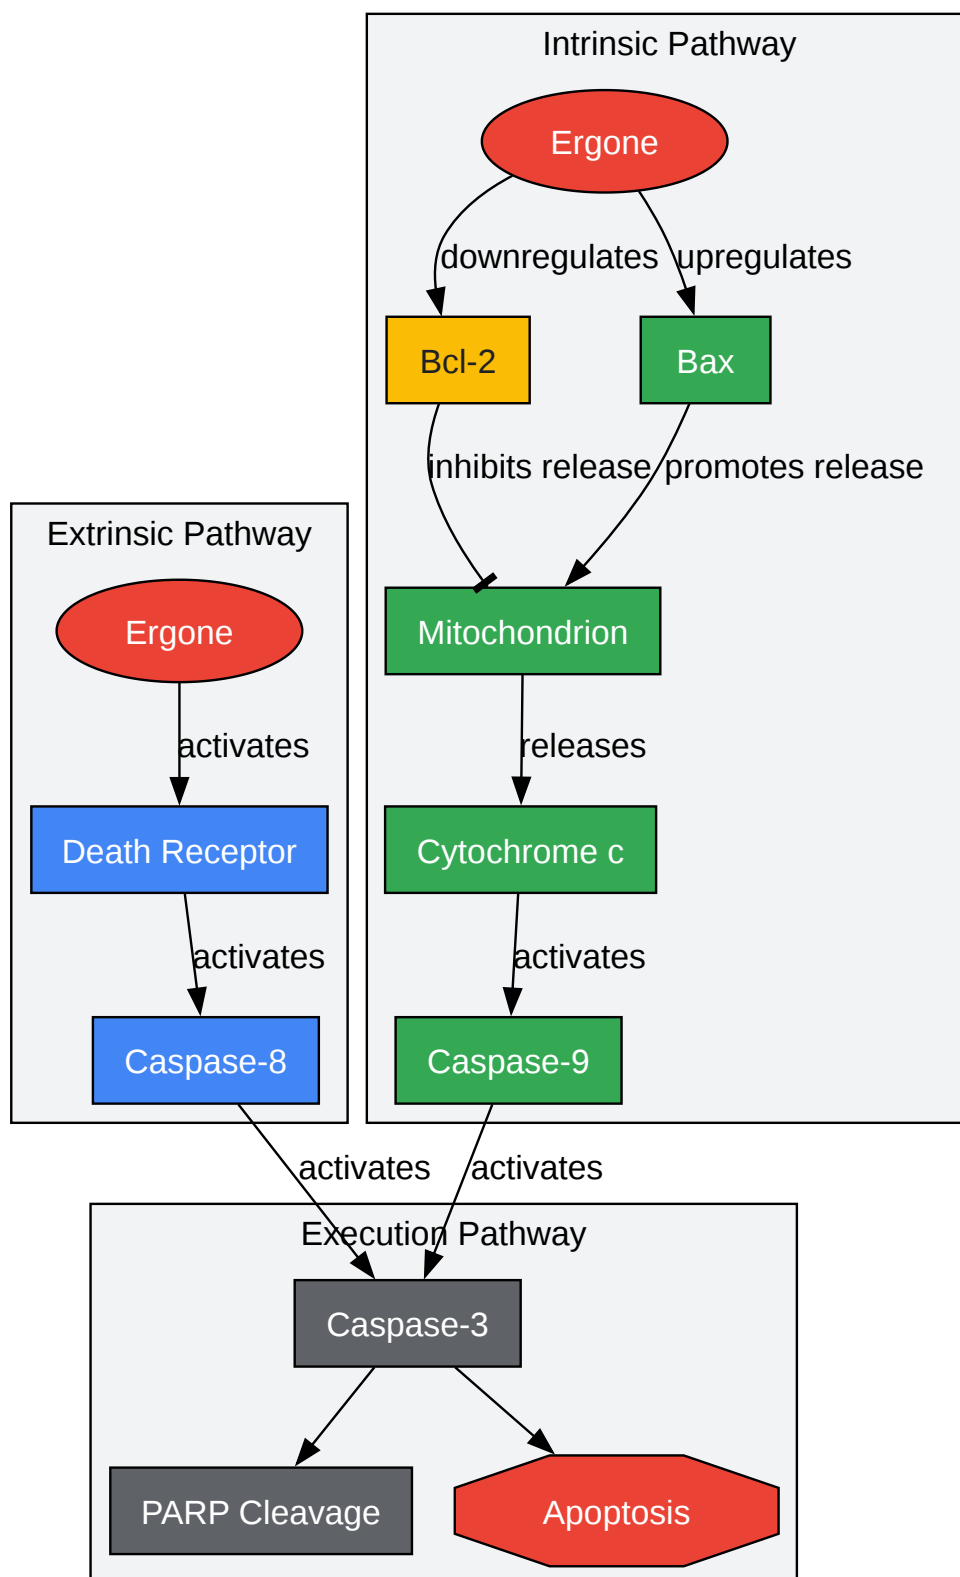 Intrinsic Pathway
Ergone
downregulates
upregulates
Bcl-2
Bax
inhibits release
promotes release
Extrinsic Pathway
Ergone
Mitochondrion
activates
releases
Death Receptor
Cytochrome c
activates
activates
Caspase-8
Caspase-9
activates
activates
Execution Pathway
Caspase-3
PARP Cleavage
Apoptosis